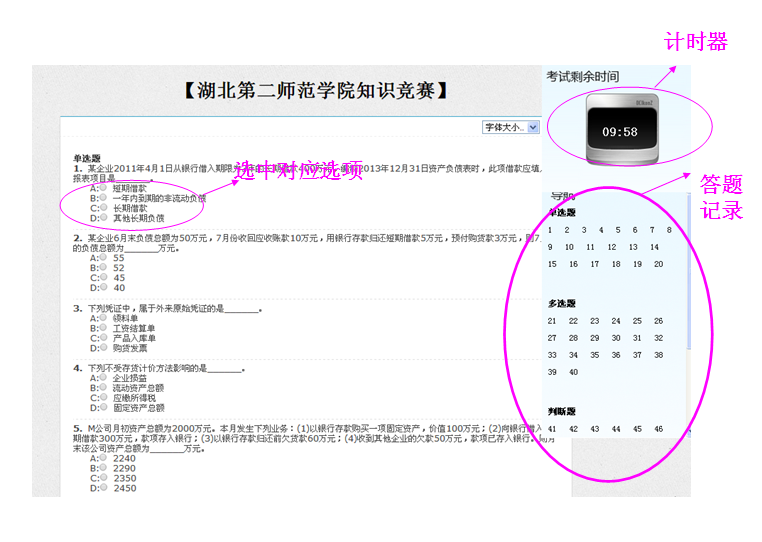 计时器
考试剩余时间
【湖北第二师范学院知识竞赛】
09:58
字体大小..
答题
记录
单选题
1. 某企业2011年4月1日从银行借入期限为3年的长期借款400万元,编制2013年12月31日资产负债表时,此项借款应填入
报表项目是______。
选中对应选项
A: 短期借款
B: 一年内到期的非流动负债
C: 长期借款
D: 其他长期负债
2. 某企业6月末负债总额为50万元,7月份收回应收账款10万元,用银行存款归还短期借款5万元,预付购货款3万元,
的负债总额为______万元。
A: 55
B: 52
C: 45
D: 40
3. 下列凭证中,属于外来原始凭证的是______。
A: 领料单
B: 工资结算单
C: 产品入库单
D: 购货发票
4. 下列不受存货计价方法影响的是______。
A: 企业损益
B: 流动资产总额
C: 应缴所得税
D: 固定资产总额
5. M公司月初资产总额为2000万元。本月发生下列业务:(1)以银行存款购买一项固定资产,价值100万元;(2)向银行借入
期借款300万元,款项存入银行;(3)以银行存款归还前欠货款60万元;(4)收到其他企业的欠款50万元,款项已存入银行。则月
末该公司资产总额为______万元。
A: 2240
B: 2290
C: 2350
D: 2450
导航
单选题
1 2 3 4 5 6 7 8
9 10 11 12 13 14
15 16 17 18 19 20
多选题
21 22 23 24 25 26
27 28 29 30 31 32
33 34 35 36 37 38
39 40
判断题
41 42 43 44 45 46